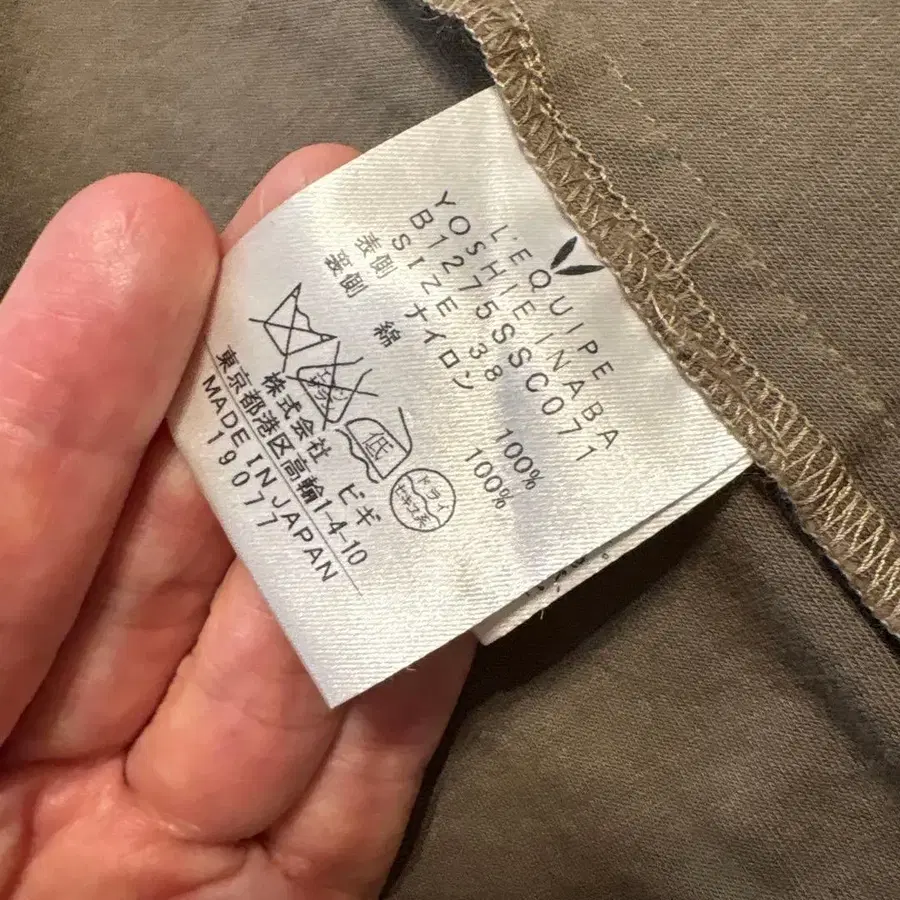 L'EQUIPE
YOSHIE INABA
B1275SSC071
SIZE 38
表側 ナイロン 100%
裏側 綿 100%
低
ドライ
株式会社 ビギ
東京都港区高輪1-4-10
MADE IN JAPAN
19077